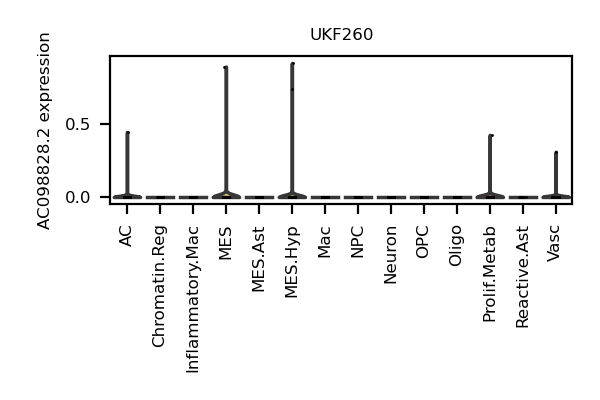 UKF260
AC098828.2 expression
0.5
0.0
AC
Chromatin.Reg
Inflammatory.Mac
MES
MES.Ast
MES.Hyp
Mac
NPC
Neuron
OPC
Oligo
Prolif.Metab
Reactive.Ast
Vasc